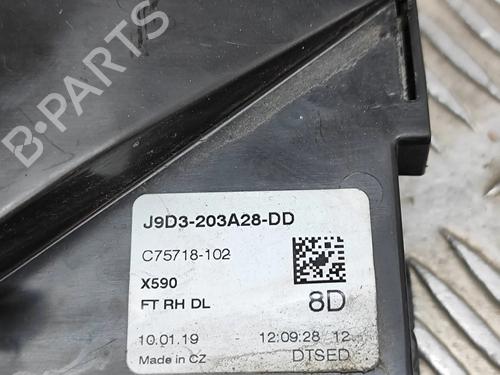 B-PARTS
J9D3-203A28-DD
C75718-102
X590
FT RH DL
8D
10.01.19 12:09:28 12
Made in CZ DTSED